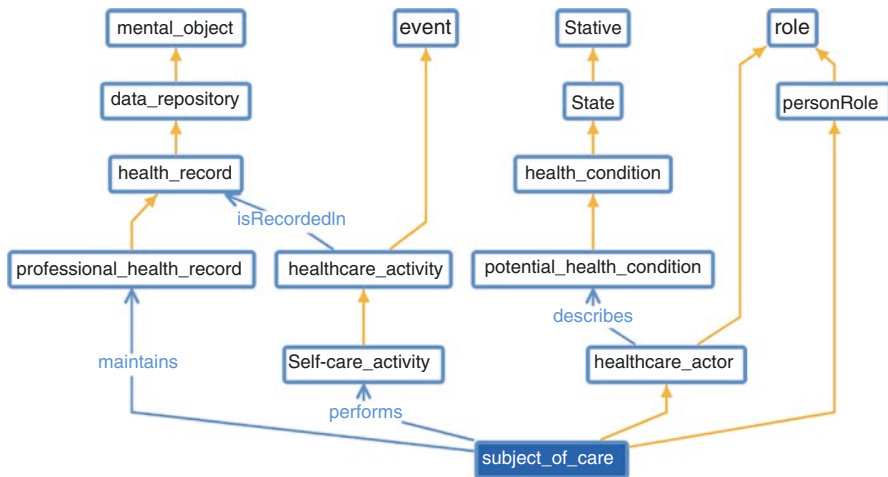 mental_object
event
Stative
role
data_repository
State
personRole
health_record
health_condition
isRecordedIn
professional_health_record
healthcare_activity
potential_health_condition
describes
maintains
Self-care_activity
healthcare_actor
performs
subject_of_care